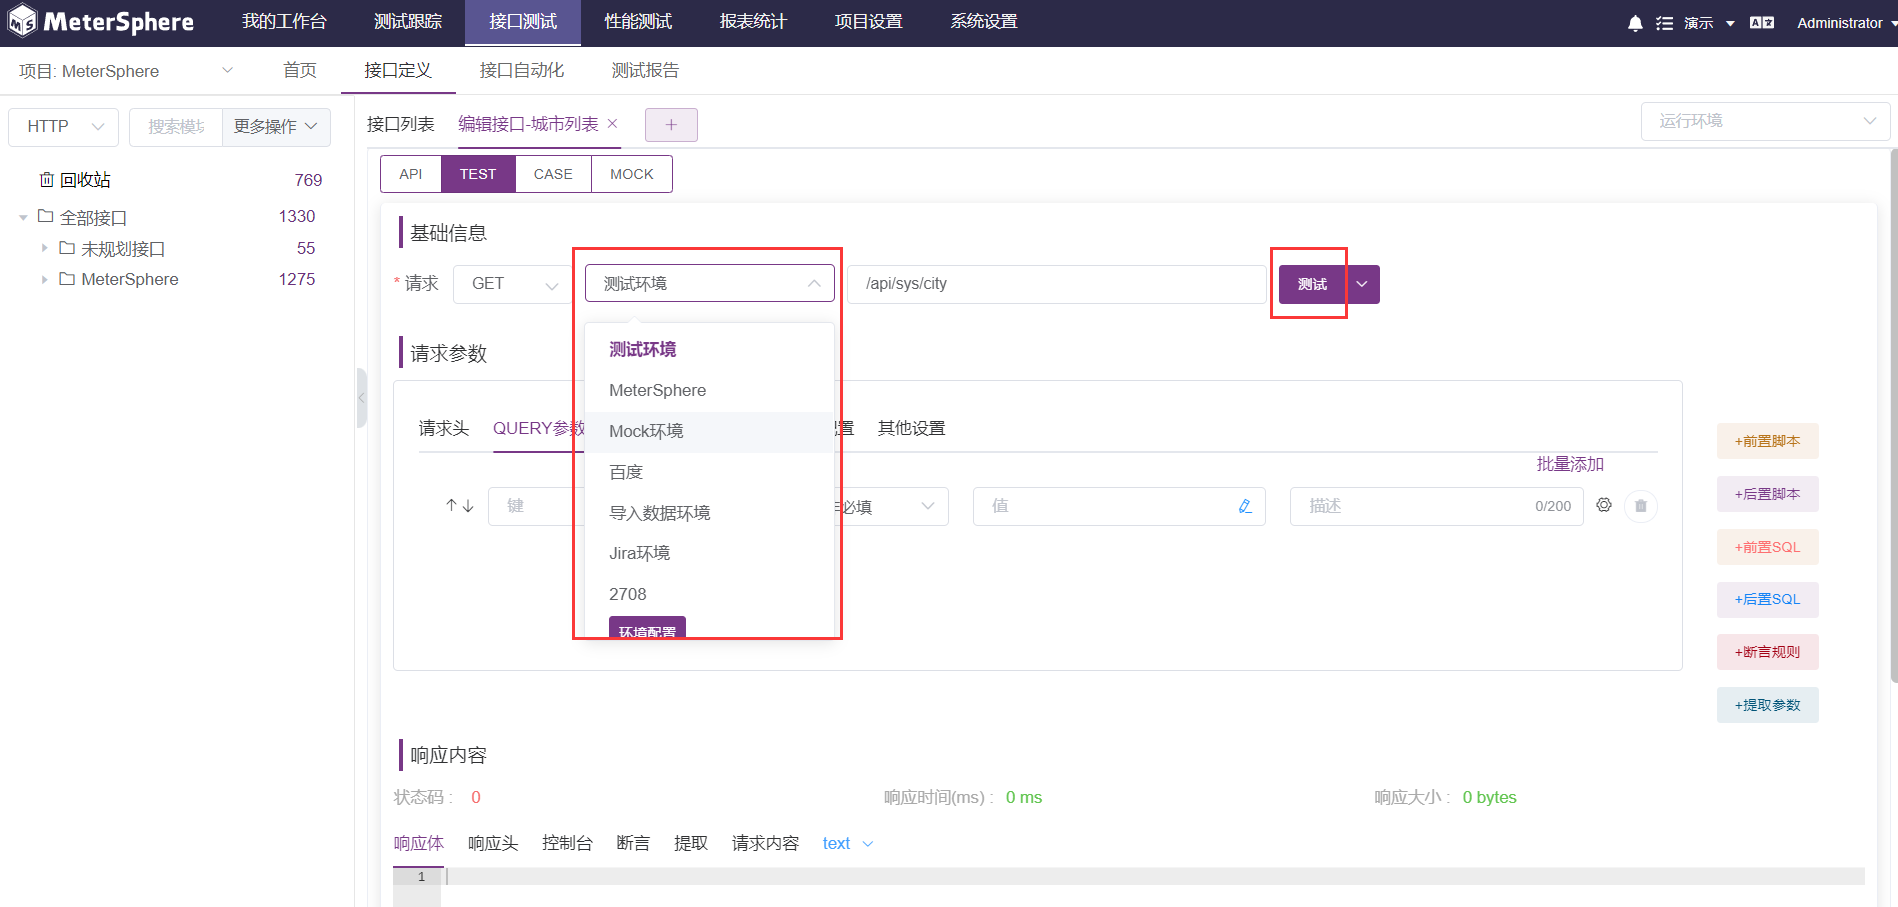 MeterSphere 我的工作台 测试跟踪 接口测试 性能测试 报表统计 项目设置 系统设置 演示 Administrator
项目: MeterSphere 首页 接口定义 接口自动化 测试报告
HTTP 搜索模块 更多操作 接口列表 编辑接口-城市列表 × + 运行环境
回收站 769
全部接口 1330
未规划接口 55
MeterSphere 1275
API TEST CASE MOCK
基础信息
* 请求 GET 测试环境 /api/sys/city 测试
测试环境
MeterSphere
Mock环境
百度
导入数据环境
Jira环境
2708
环境配置
请求参数
请求头 QUERY参数 置 其他设置
批量添加
键 必填 值 描述 0/200
+前置脚本
+后置脚本
+前置SQL
+后置SQL
+断言规则
+提取参数
响应内容
状态码 : 0 响应时间(ms) : 0 ms 响应大小 : 0 bytes
响应体 响应头 控制台 断言 提取 请求内容 text
1